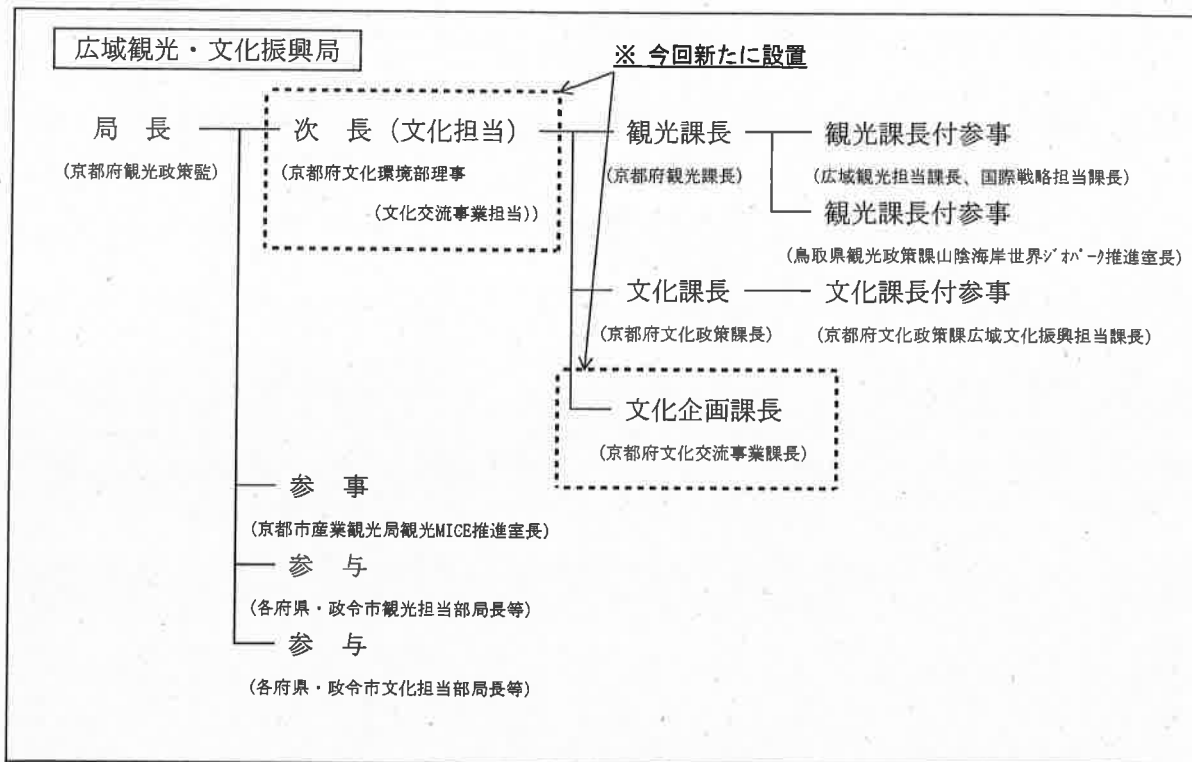 広域観光・文化振興局
※ 今回新たに設置
局　長
次　長（文化担当）
観光課長
観光課長付参事
(京都府観光政策監)
(京都府文化環境部理事
(文化交流事業担当))
(京都府観光課長)
(広域観光担当課長、国際戦略担当課長)
観光課長付参事
(鳥取県観光政策課山陰海岸世界ｼﾞｵﾊﾟｰｸ推進室長)
文化課長
文化課長付参事
(京都府文化政策課長)
(京都府文化政策課広域文化振興担当課長)
文化企画課長
(京都府文化交流事業課長)
参　事
(京都市産業観光局観光MICE推進室長)
参　与
(各府県・政令市観光担当部局長等)
参　与
(各府県・政令市文化担当部局長等)